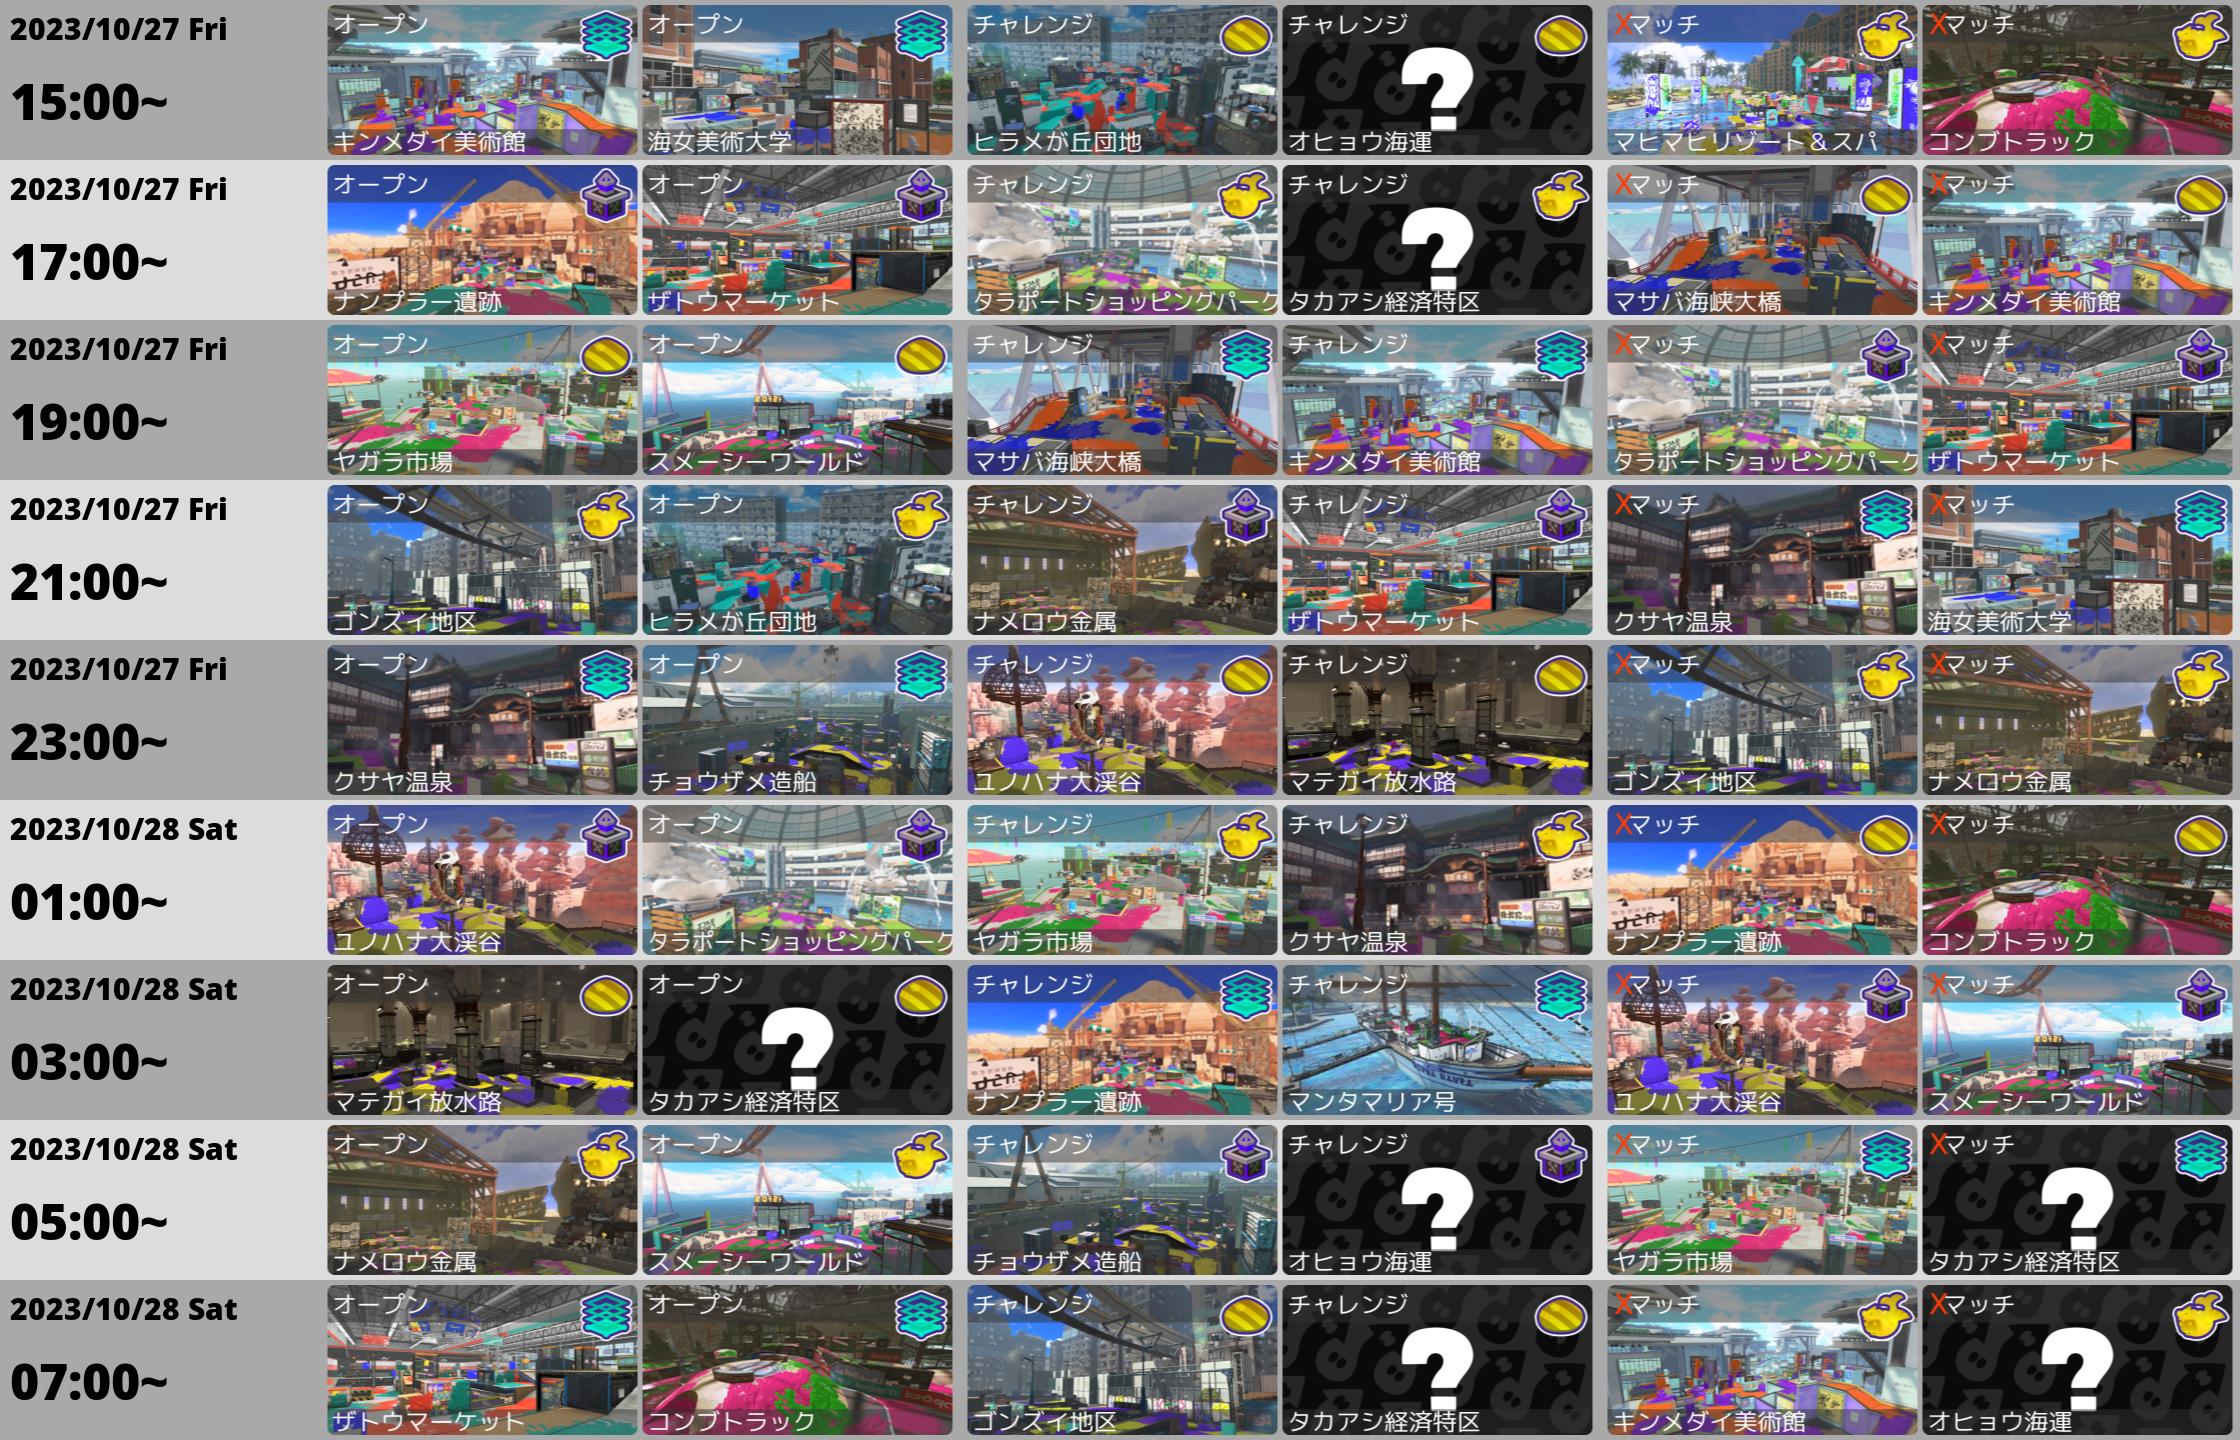 2023/10/27 Fri
15:00~
オープン
キンメダイ美術館
オープン
海女美術大学
チャレンジ
ヒラメが丘団地
チャレンジ
オヒョウ海運
Xマッチ
マヒマヒリゾート＆スパ
Xマッチ
コンブトラック
2023/10/27 Fri
17:00~
オープン
ナンプラー遺跡
オープン
ザトウマーケット
チャレンジ
タラポートショッピングパーク
チャレンジ
タカアシ経済特区
Xマッチ
マサバ海峡大橋
Xマッチ
キンメダイ美術館
2023/10/27 Fri
19:00~
オープン
ヤガラ市場
オープン
スメーシーワールド
チャレンジ
マサバ海峡大橋
チャレンジ
キンメダイ美術館
Xマッチ
タラポートショッピングパーク
Xマッチ
ザトウマーケット
2023/10/27 Fri
21:00~
オープン
ゴンズイ地区
オープン
ヒラメが丘団地
チャレンジ
ナメロウ金属
チャレンジ
ザトウマーケット
Xマッチ
クサヤ温泉
Xマッチ
海女美術大学
2023/10/27 Fri
23:00~
オープン
クサヤ温泉
オープン
チョウザメ造船
チャレンジ
ユノハナ大渓谷
チャレンジ
マテガイ放水路
Xマッチ
ゴンズイ地区
Xマッチ
ナメロウ金属
2023/10/28 Sat
01:00~
オープン
ユノハナ大渓谷
オープン
タラポートショッピングパーク
チャレンジ
ヤガラ市場
チャレンジ
クサヤ温泉
Xマッチ
ナンプラー遺跡
Xマッチ
コンブトラック
2023/10/28 Sat
03:00~
オープン
マテガイ放水路
オープン
タカアシ経済特区
チャレンジ
ナンプラー遺跡
チャレンジ
マンタマリア号
Xマッチ
ユノハナ大渓谷
Xマッチ
スメーシーワールド
2023/10/28 Sat
05:00~
オープン
ナメロウ金属
オープン
スメーシーワールド
チャレンジ
チョウザメ造船
チャレンジ
オヒョウ海運
Xマッチ
ヤガラ市場
Xマッチ
タカアシ経済特区
2023/10/28 Sat
07:00~
オープン
ザトウマーケット
オープン
コンブトラック
チャレンジ
ゴンズイ地区
チャレンジ
タカアシ経済特区
Xマッチ
キンメダイ美術館
Xマッチ
オヒョウ海運